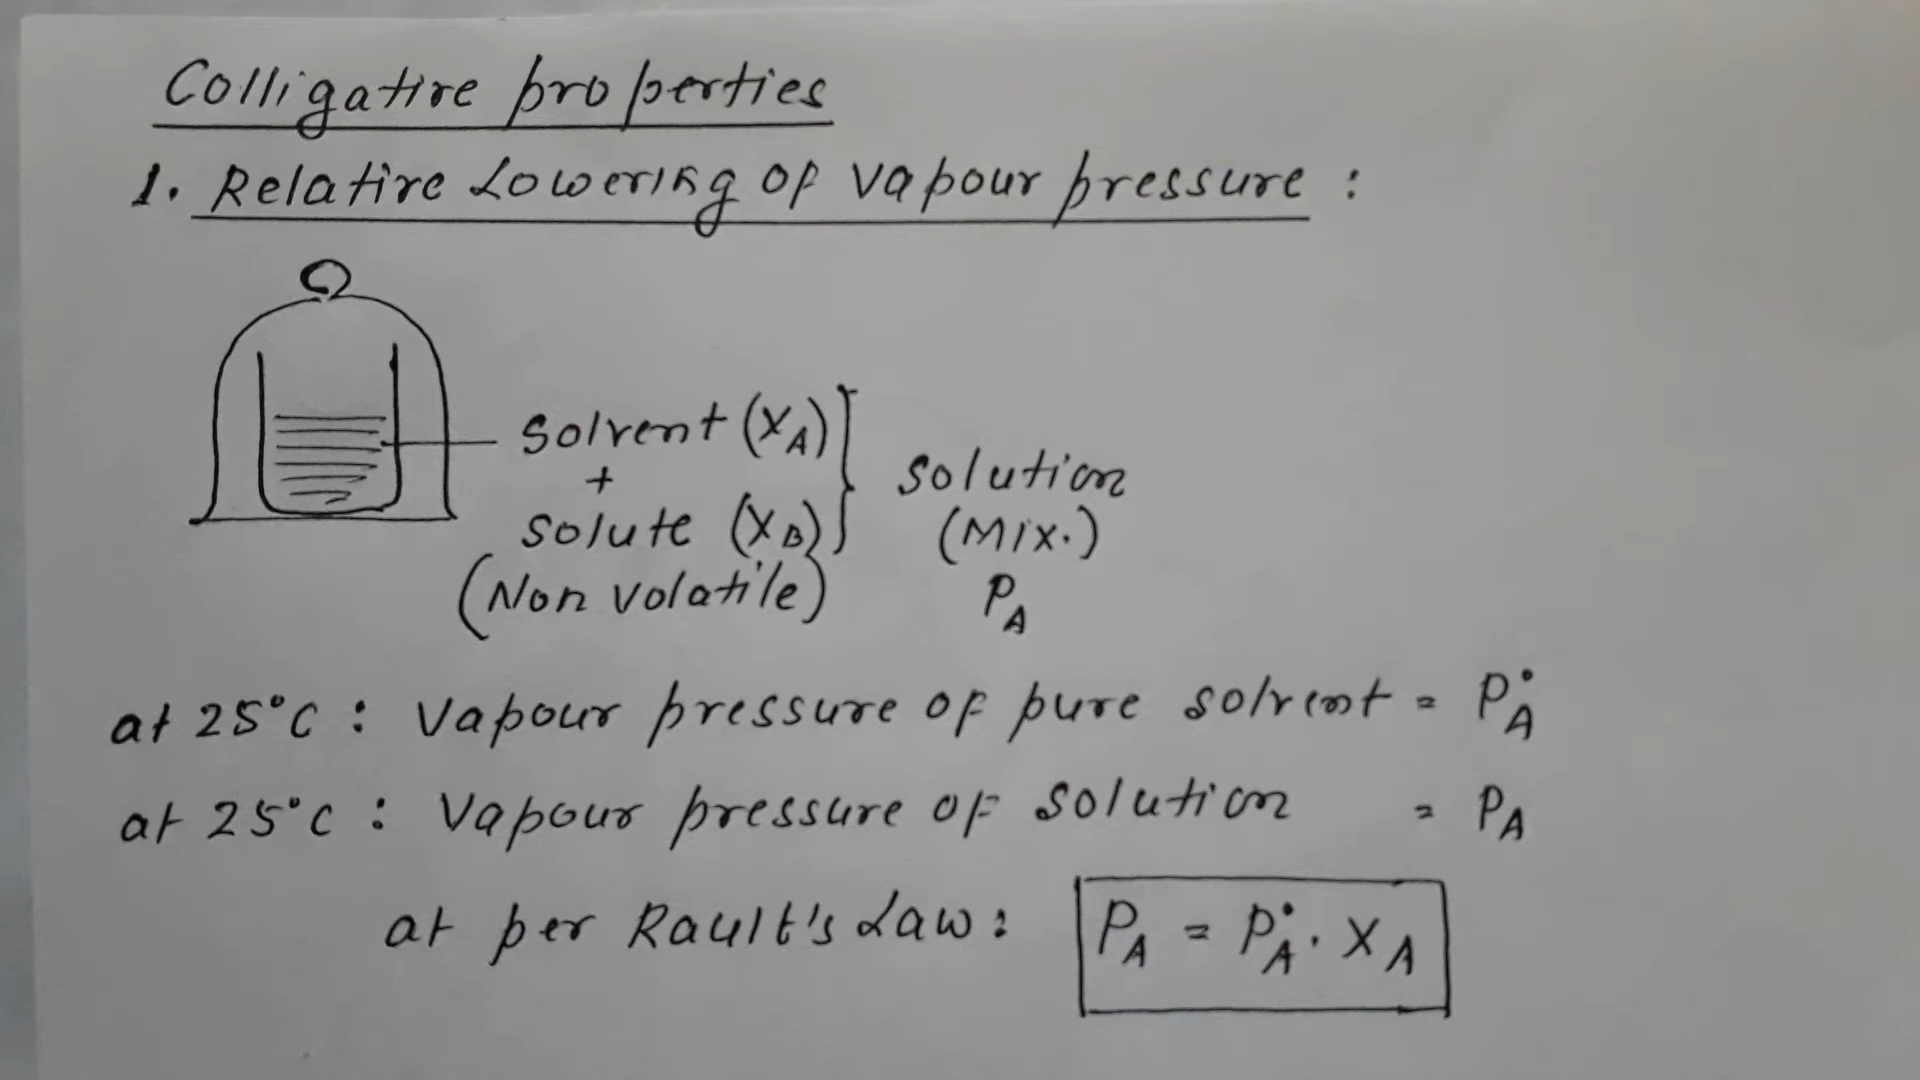 Colligative properties
1. Relative Lowering of vapour pressure :
Solvent (XA)
+
Solute (XB)
(Non volatile)
Solution
(Mix.)
PA
at 25°C : Vapour pressure of pure solvent = P°A
at 25°C : Vapour pressure of solution = PA
at per Rault's Law : PA = P°A . XA